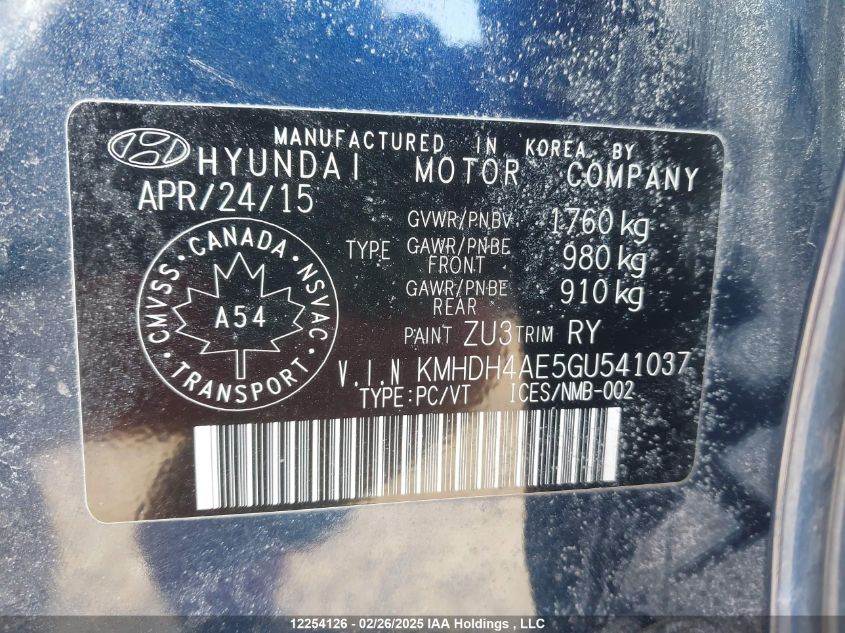 MANUFACTURED IN KOREA BY
HYUNDAI MOTOR COMPANY
APR/24/15
GVWR/PNBV 1760 kg
TYPE GAWR/PNBE FRONT 980 kg
GAWR/PNBE REAR 910 kg
CMVSS · CANADA · NSVAC · TRANSPORT ·
A54
PAINT ZU3 TRIM RY
V.I.N KMHDH4AE5GU541037
TYPE:PC/VT ICES/NMB-002
12254126 - 02/26/2025 IAA Holdings , LLC